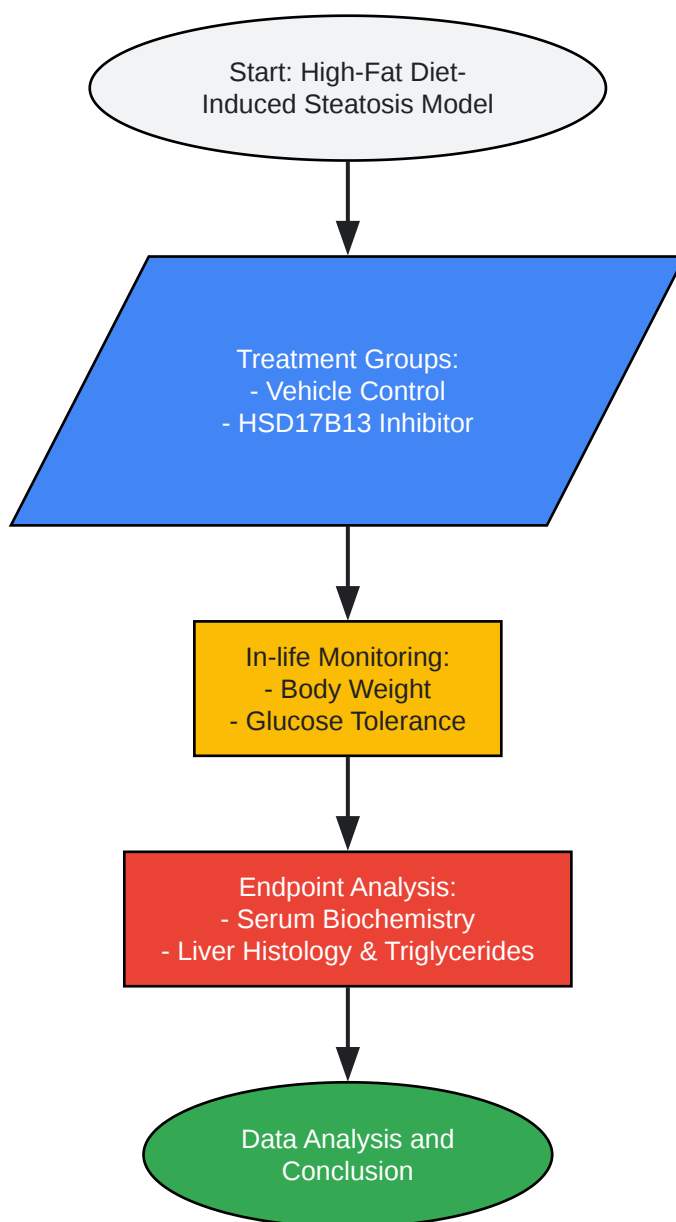 Start: High-Fat Diet-
Induced Steatosis Model
Treatment Groups:
- Vehicle Control
- HSD17B13 Inhibitor
In-life Monitoring:
- Body Weight
- Glucose Tolerance
Endpoint Analysis:
- Serum Biochemistry
- Liver Histology & Triglycerides
Data Analysis and
Conclusion